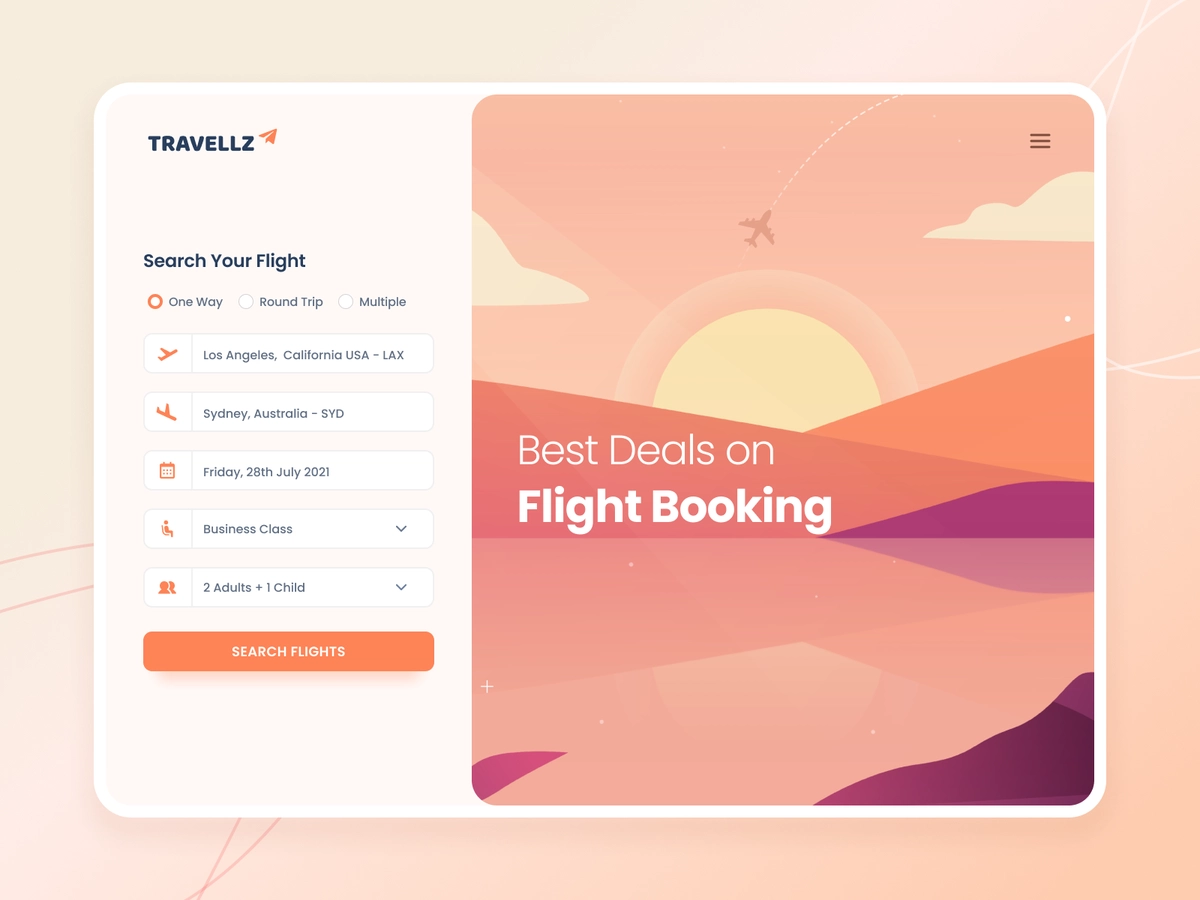 TRAVELLZ
Search Your Flight
One Way Round Trip Multiple
Los Angeles, California USA - LAX
Sydney, Australia - SYD
Friday, 28th July 2021
Business Class
2 Adults + 1 Child
SEARCH FLIGHTS
Best Deals on
Flight Booking